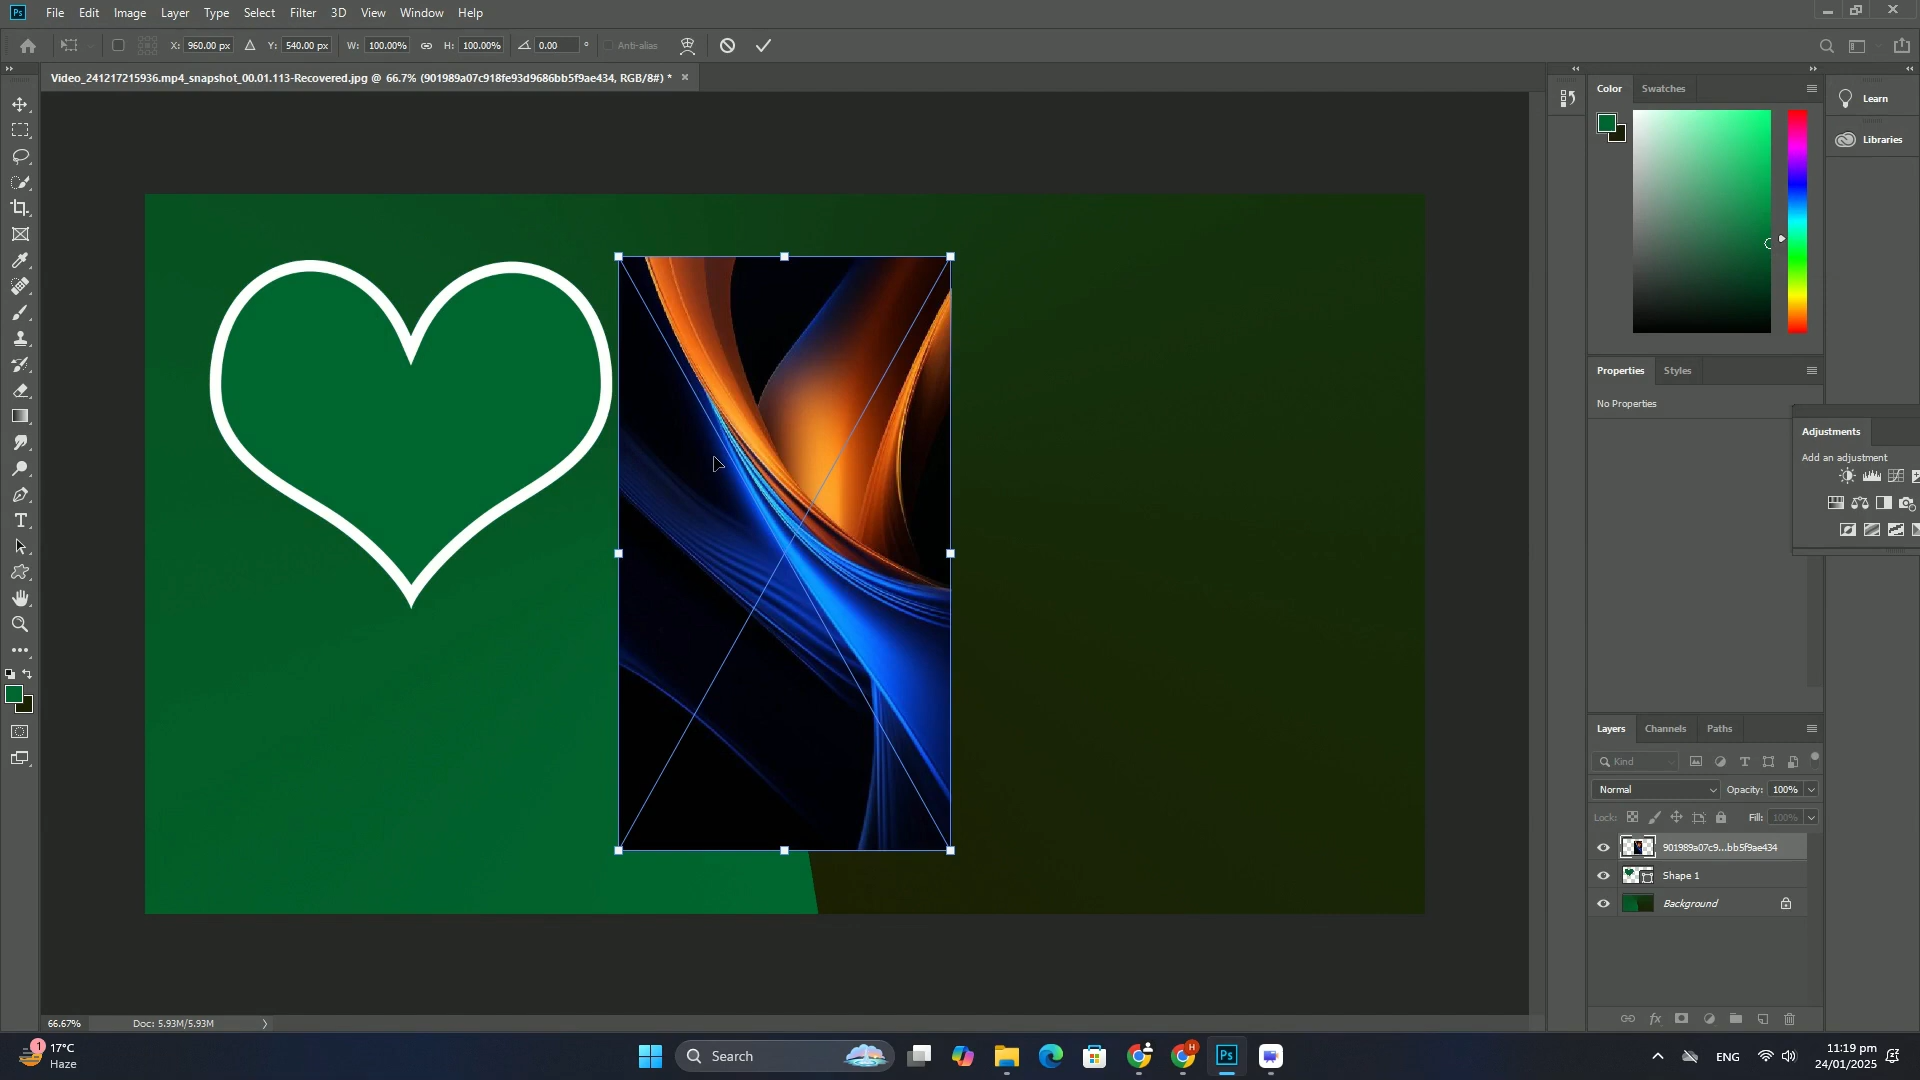 Ps File Edit Image Layer Type Select Filter 3D View Window Help
X: 960.00 px Y: 540.00 px W: 100.00% H: 100.00% 0.00 ° Anti-alias
Video_241217215936.mp4_snapshot_00.01.113-Recovered.jpg @ 66.7% (901989a07c918fe93d9686bb5f9ae434, RGB/8#) *
Color Swatches
Learn
Libraries
Properties Styles
No Properties
Adjustments
Add an adjustment
Layers Channels Paths
Kind
Normal Opacity: 100%
Lock: Fill: 100%
901989a07c9...bb5f9ae434
Shape 1
Background
fx
66.67% Doc: 5.93M/5.93M
1 17°C
Haze
Search
H
Ps
ENG
11:19 pm
24/01/2025